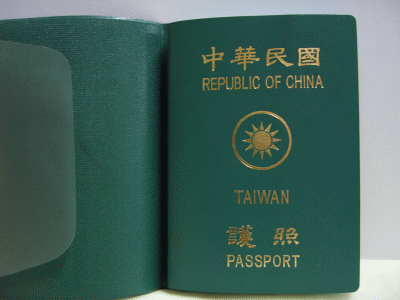 中華民國
REPUBLIC OF CHINA
TAIWAN
護照
PASSPORT